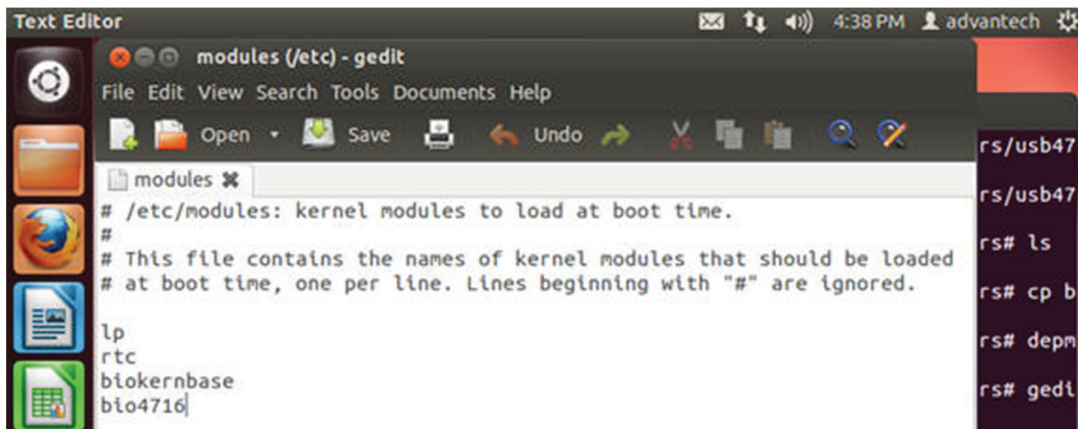 Text Editor 4:38 PM advantech
modules (/etc) - gedit
File Edit View Search Tools Documents Help
Open Save Undo
modules
# /etc/modules: kernel modules to load at boot time.
#
# This file contains the names of kernel modules that should be loaded
# at boot time, one per line. Lines beginning with "#" are ignored.
lp
rtc
biokernbase
bio4716
rs/usb47
rs/usb47
rs# ls
rs# cp b
rs# depm
rs# gedi